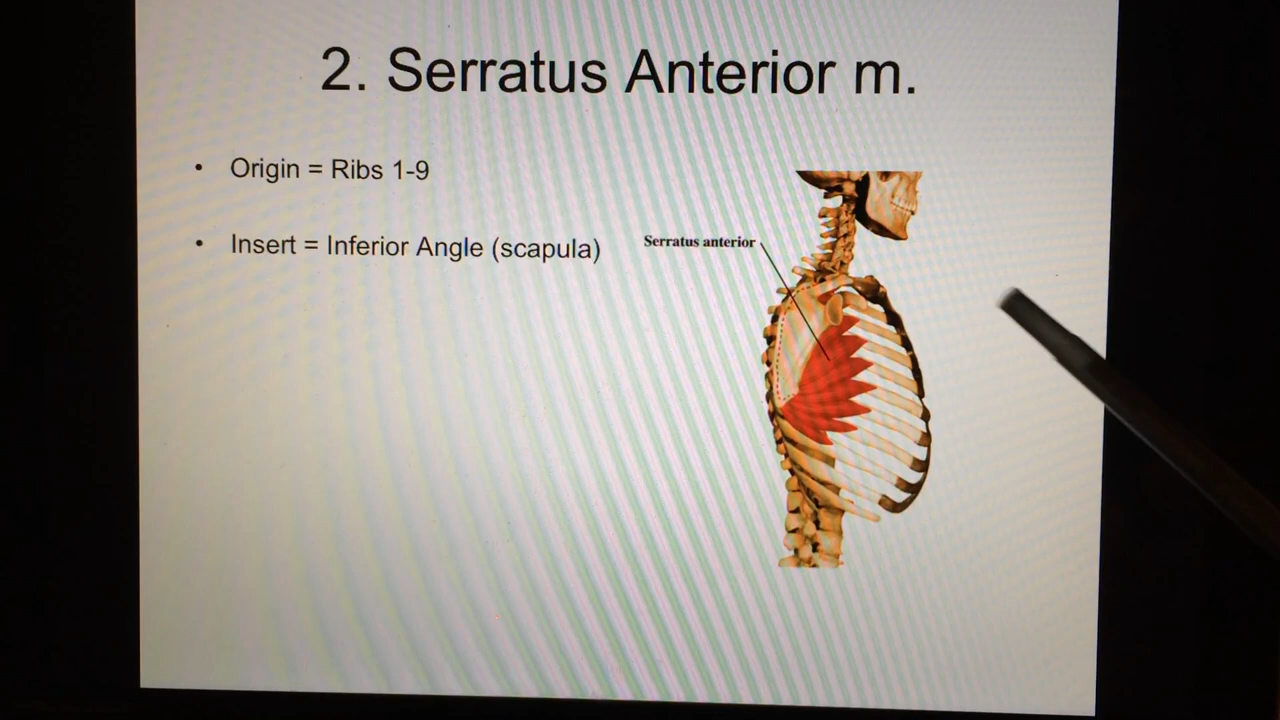 2. Serratus Anterior m.
• Origin = Ribs 1-9
• Insert = Inferior Angle (scapula)
Serratus anterior